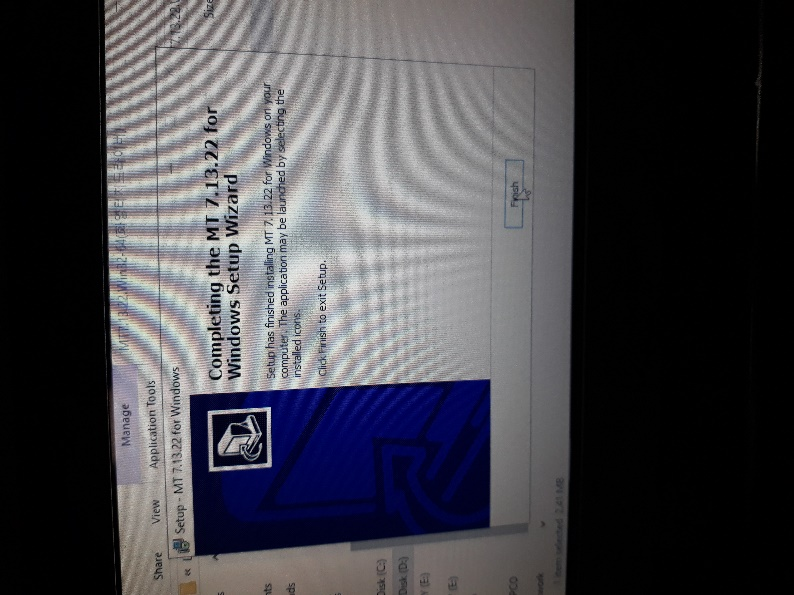 Manage
Share
View
Application Tools
Size
Setup - MT 7.13.22 for Windows
Completing the MT 7.13.22 for
Windows Setup Wizard
Setup has finished installing MT 7.13.22 for Windows on your
computer. The application may be launched by selecting the
installed icons.
Click Finish to exit Setup.
Finish
Disk (C:)
Disk (D:)
(E:)
(E:)
1 item selected 2.41 MB